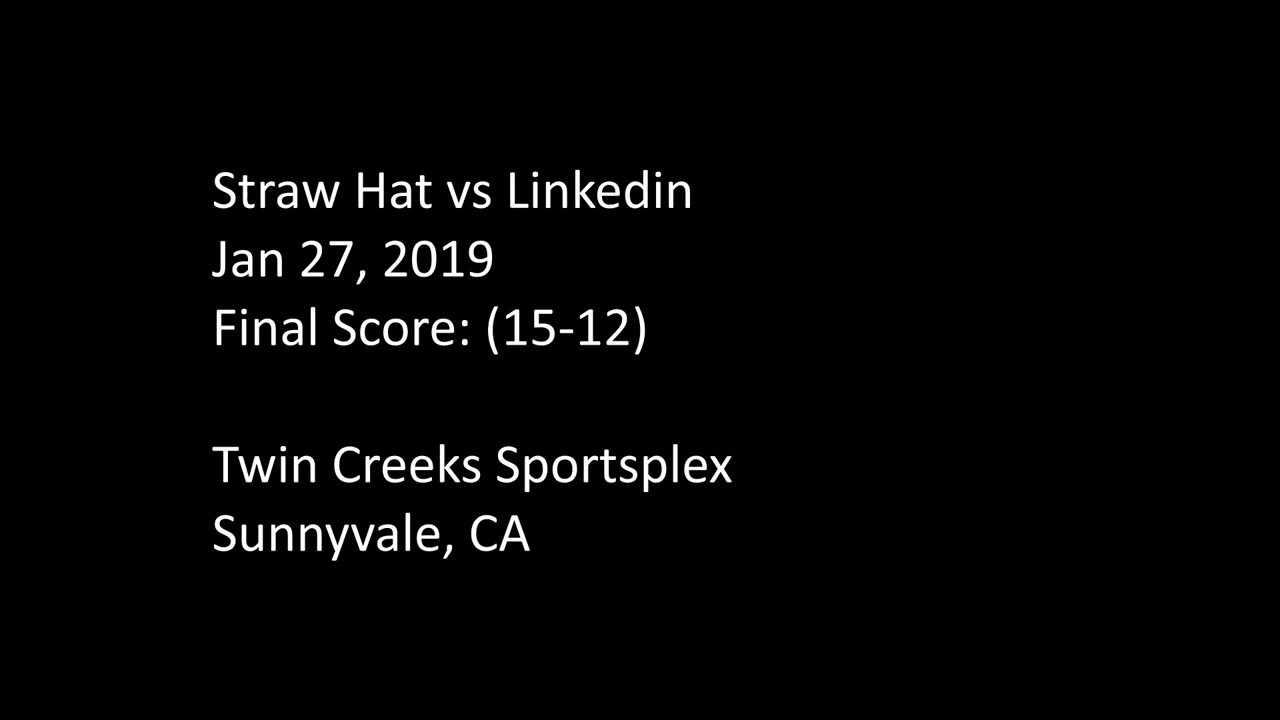 Straw Hat vs Linkedin
Jan 27, 2019
Final Score: (15-12)
Twin Creeks Sportsplex
Sunnyvale, CA